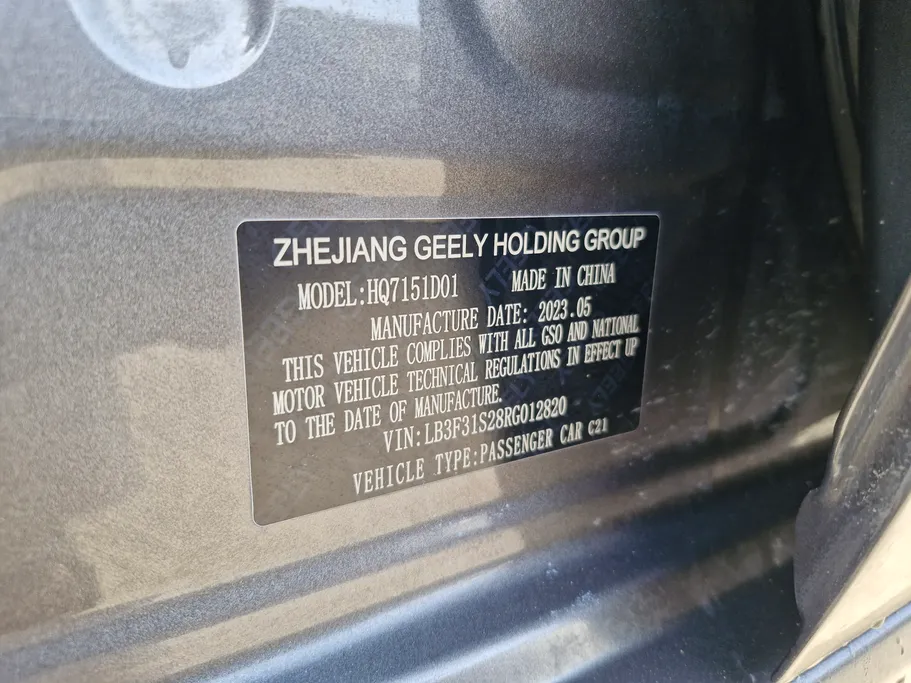 ZHEJIANG GEELY HOLDING GROUP
MODEL:HQ7151D01 MADE IN CHINA
MANUFACTURE DATE: 2023.05
THIS VEHICLE COMPLIES WITH ALL GSO AND NATIONAL
MOTOR VEHICLE TECHNICAL REGULATIONS IN EFFECT UP
TO THE DATE OF MANUFACTURE.
VIN:LB3F31S28RG012820
VEHICLE TYPE:PASSENGER CAR C21